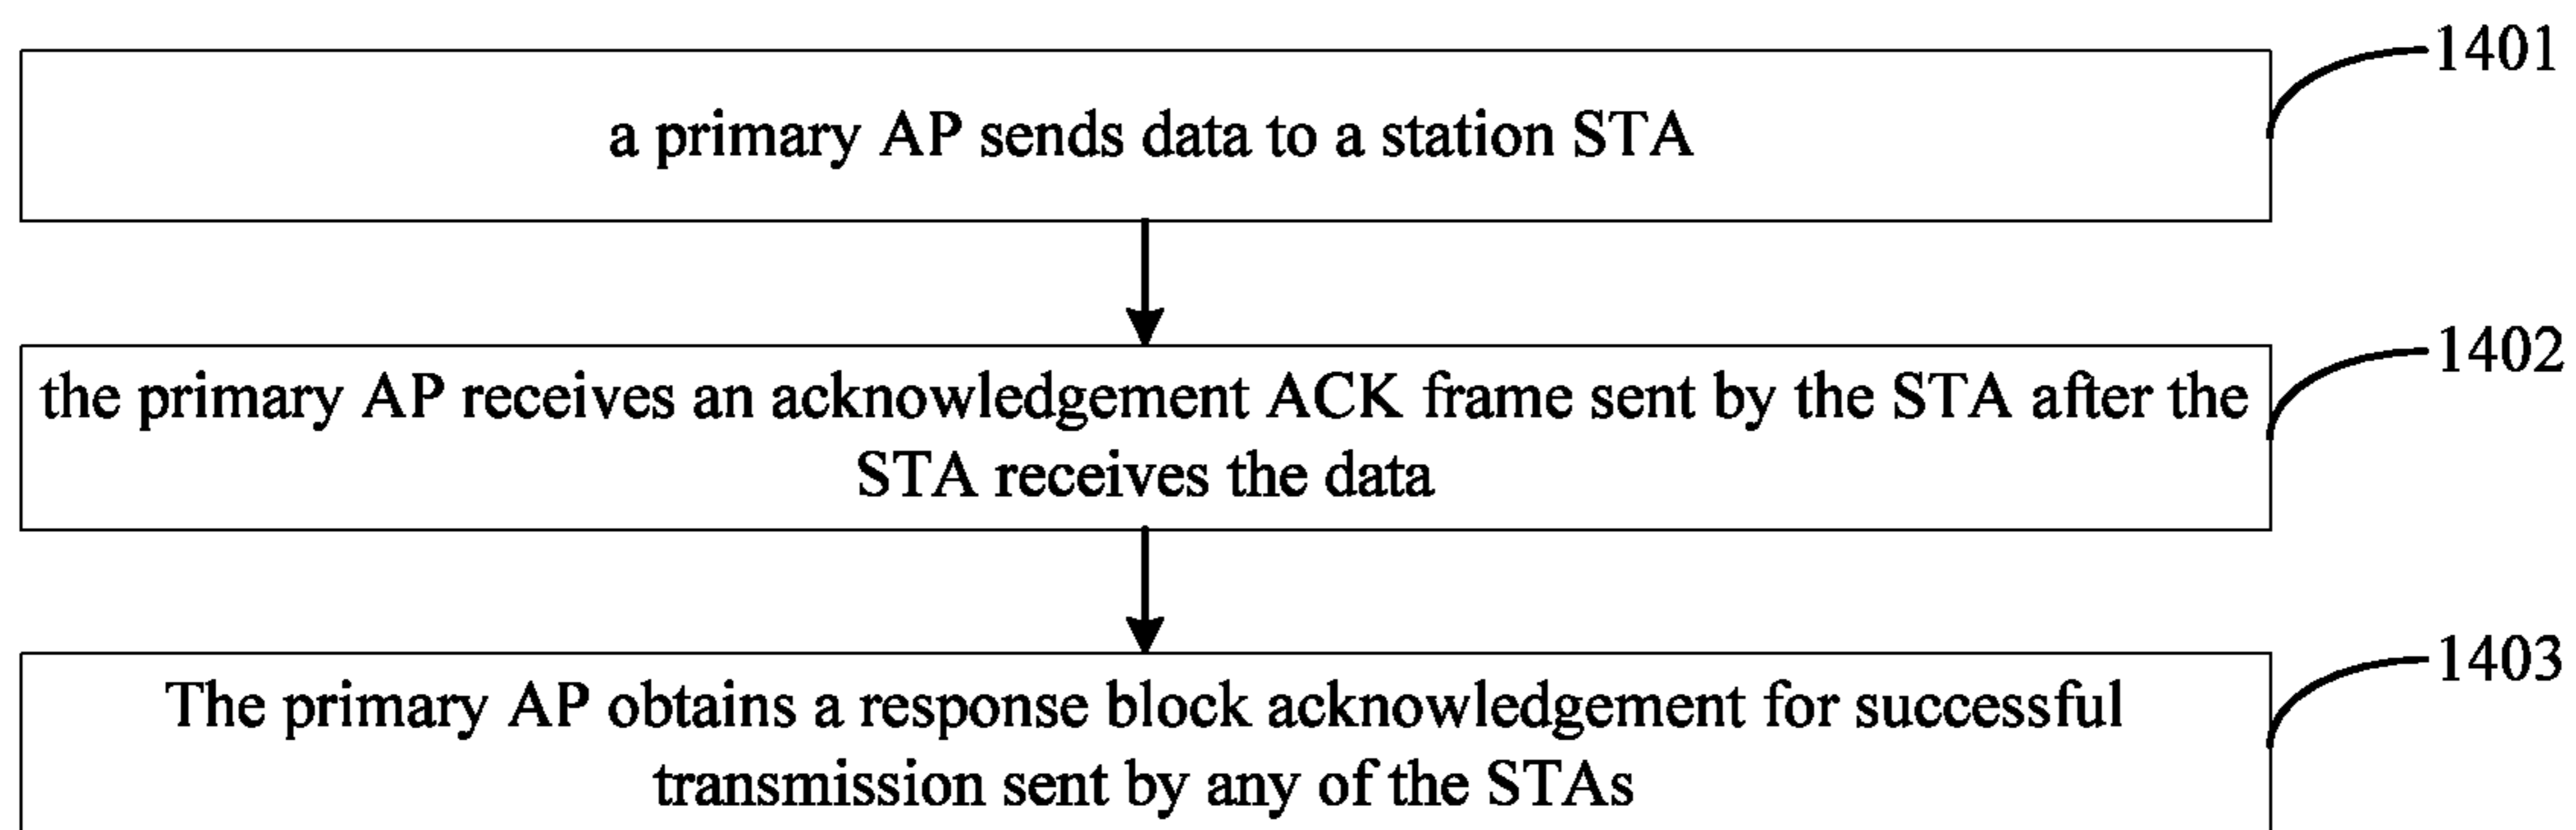 1401
a primary AP sends data to a station STA
1402
the primary AP receives an acknowledgement ACK frame sent by the STA after the
STA receives the data
1403
The primary AP obtains a response block acknowledgement for successful
transmission sent by any of the STAs